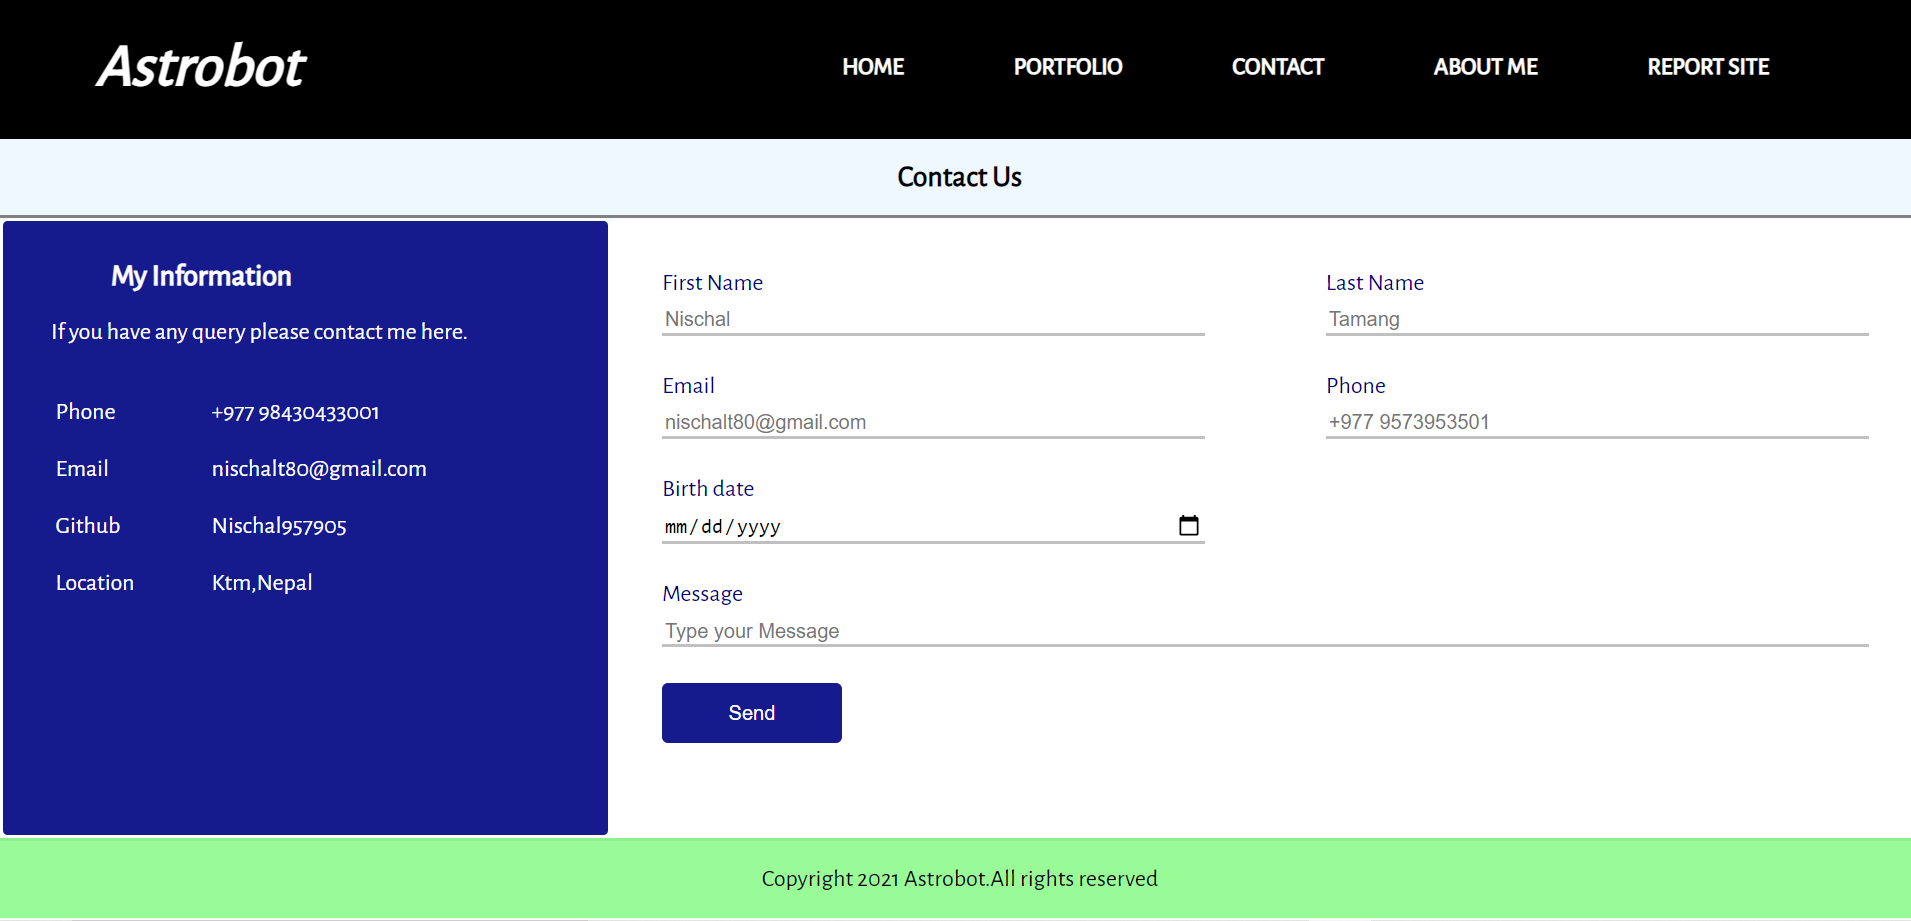 Astrobot
HOME PORTFOLIO CONTACT ABOUT ME REPORT SITE
Contact Us
My Information
If you have any query please contact me here.
Phone +977 98430433001
Email nischalt80@gmail.com
Github Nischal957905
Location Ktm,Nepal
First Name Last Name
Nischal Tamang
Email Phone
nischalt80@gmail.com +977 9573953501
Birth date
mm/dd/yyyy
Message
Type your Message
Send
Copyright 2021 Astrobot.All rights reserved